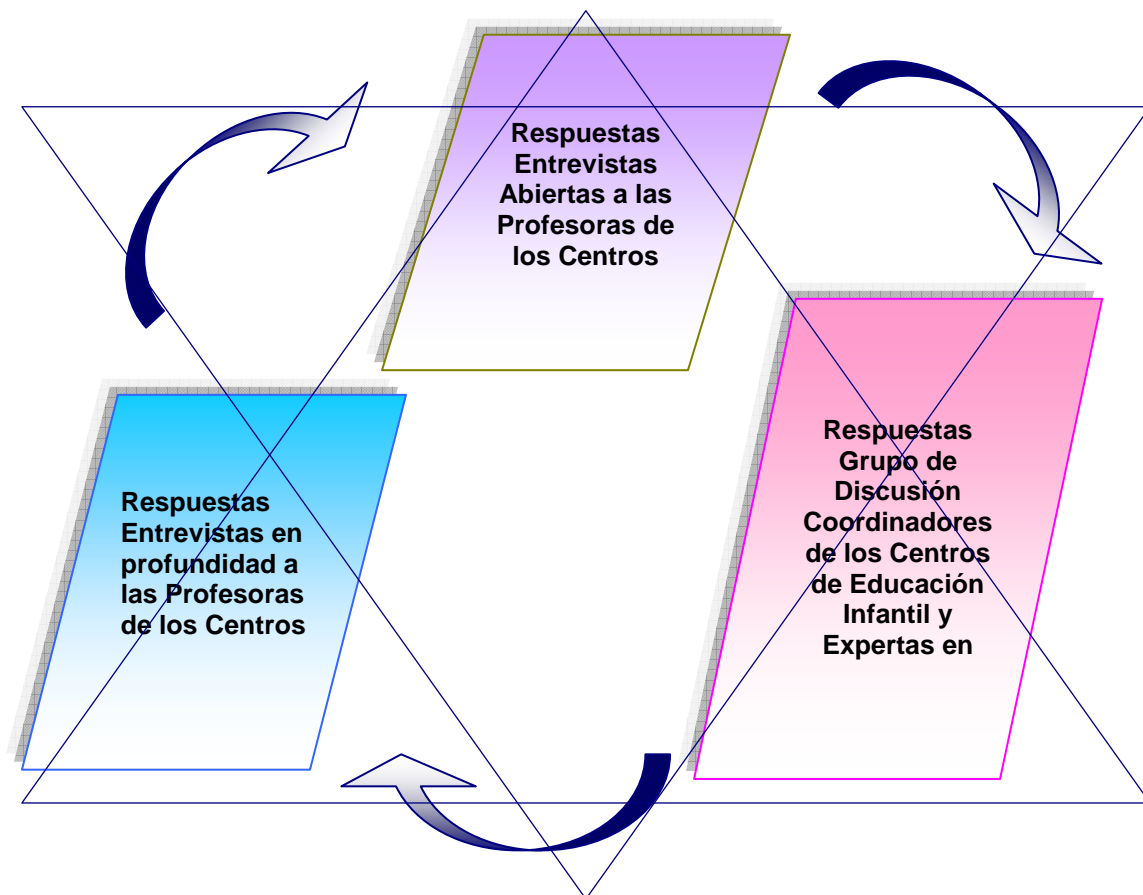 Respuestas
Entrevistas
Abiertas a las
Profesoras de
los Centros
Respuestas
Entrevistas en
profundidad a
las Profesoras
de los Centros
Respuestas
Grupo de
Discusión
Coordinadores
de los Centros
de Educación
Infantil y
Expertas en